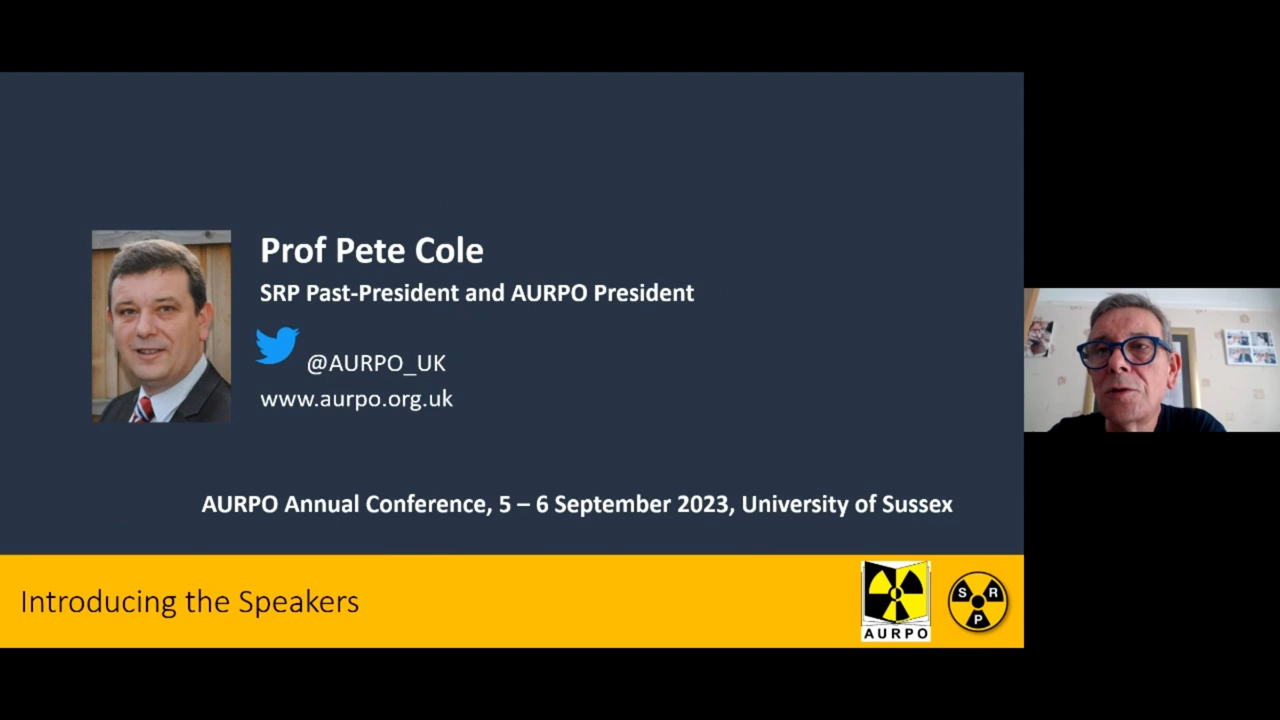 Prof Pete Cole
SRP Past-President and AURPO President
@AURPO_UK
www.aurpo.org.uk
AURPO Annual Conference, 5 – 6 September 2023, University of Sussex
Introducing the Speakers
AURPO
S R
P